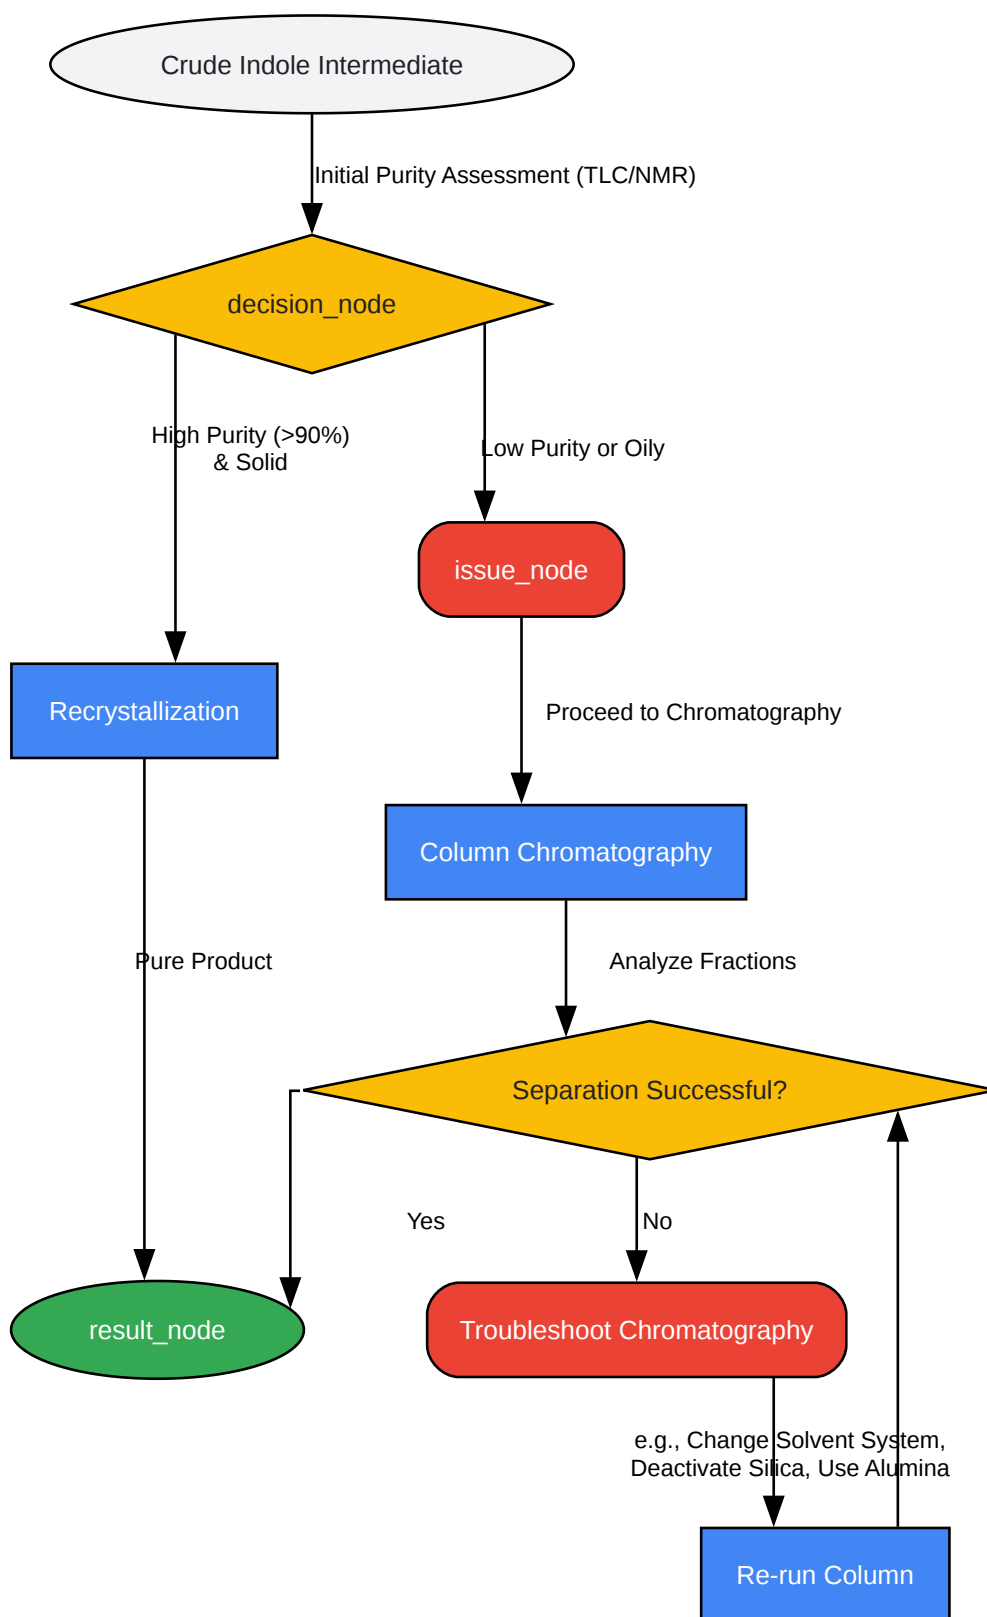 Crude Indole Intermediate
Initial Purity Assessment (TLC/NMR)
decision_node
High Purity (>90%)
& Solid
Low Purity or Oily
issue_node
Recrystallization
Proceed to Chromatography
Column Chromatography
Pure Product
Analyze Fractions
Separation Successful?
Yes
No
result_node
Troubleshoot Chromatography
e.g., Change Solvent System,
Deactivate Silica, Use Alumina
Re-run Column